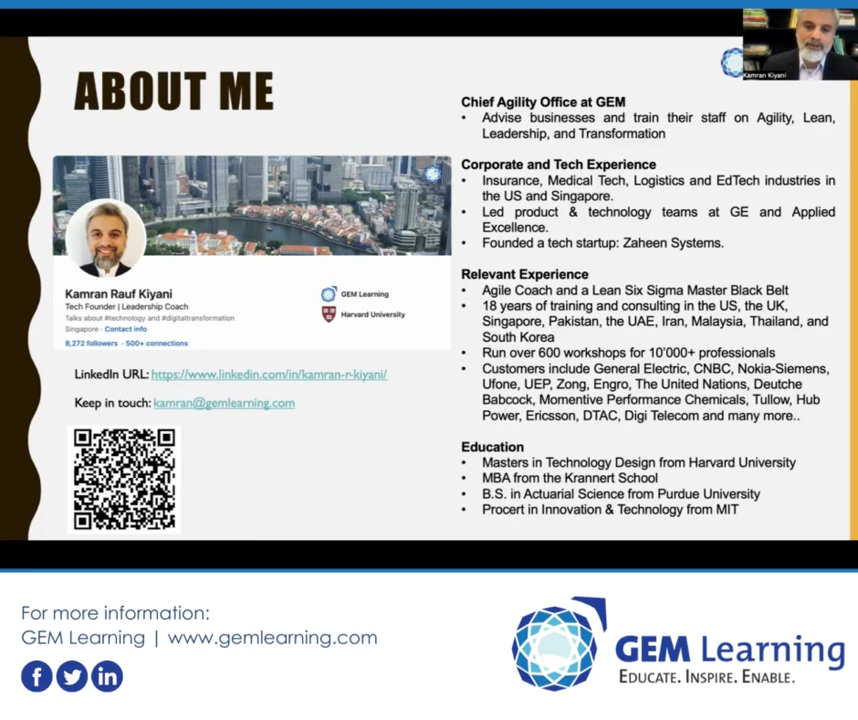 Kamran Kiyani
ABOUT ME
Kamran Rauf Kiyani
Tech Founder | Leadership Coach
Talks about #technology and #digitaltransformation
Singapore · Contact info
8,272 followers · 500+ connections
GEM Learning
Harvard University
LinkedIn URL: https://www.linkedin.com/in/kamran-r-kiyani/
Keep in touch: kamran@gemlearning.com
Chief Agility Office at GEM
• Advise businesses and train their staff on Agility, Lean,
Leadership, and Transformation
Corporate and Tech Experience
• Insurance, Medical Tech, Logistics and EdTech industries in
the US and Singapore.
• Led product & technology teams at GE and Applied
Excellence.
• Founded a tech startup: Zaheen Systems.
Relevant Experience
• Agile Coach and a Lean Six Sigma Master Black Belt
• 18 years of training and consulting in the US, the UK,
Singapore, Pakistan, the UAE, Iran, Malaysia, Thailand, and
South Korea
• Run over 600 workshops for 10'000+ professionals
• Customers include General Electric, CNBC, Nokia-Siemens,
Ufone, UEP, Zong, Engro, The United Nations, Deutche
Babcock, Momentive Performance Chemicals, Tullow, Hub
Power, Ericsson, DTAC, Digi Telecom and many more..
Education
• Masters in Technology Design from Harvard University
• MBA from the Krannert School
• B.S. in Actuarial Science from Purdue University
• Procert in Innovation & Technology from MIT
For more information:
GEM Learning | www.gemlearning.com
GEM Learning
EDUCATE. INSPIRE. ENABLE.